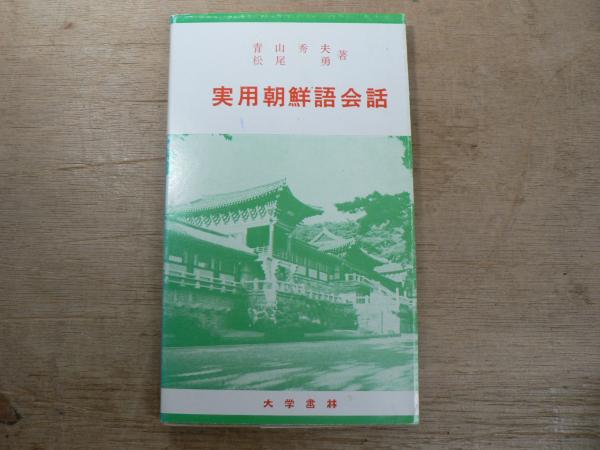 青山秀夫
松尾勇著
実用朝鮮語会話
大学書林